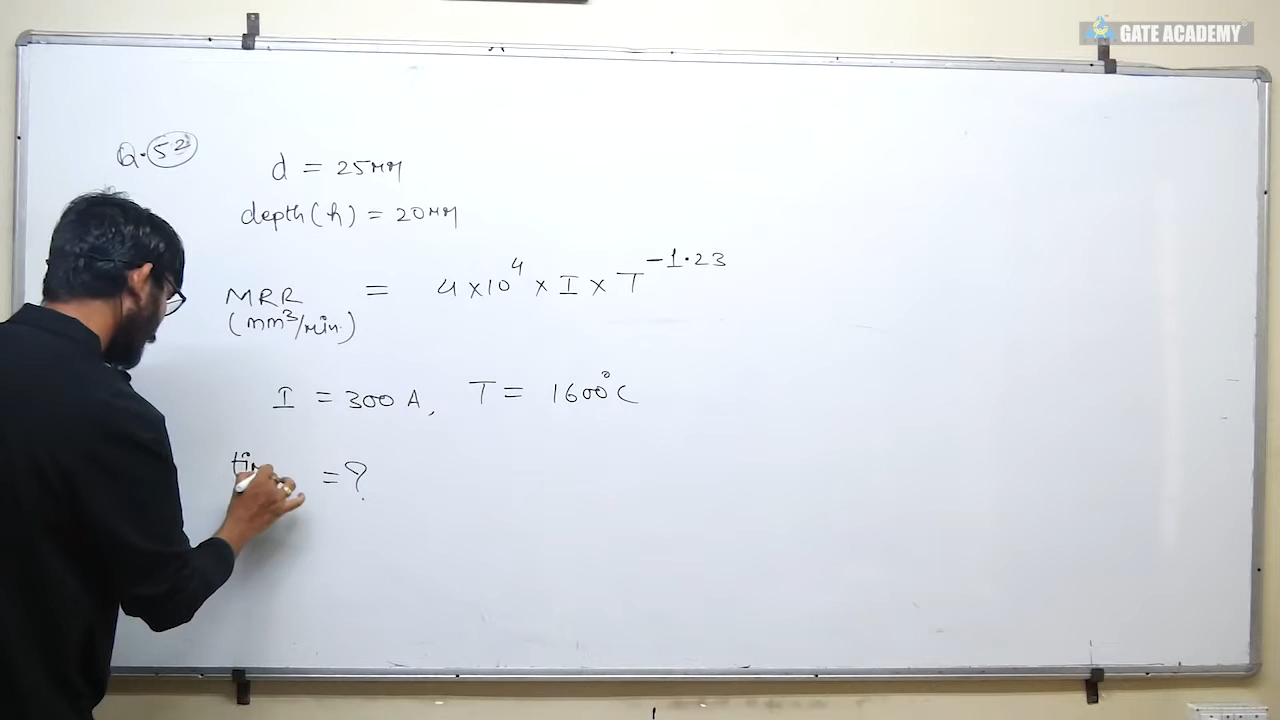 GATE ACADEMY
Q.52
d = 25mm
depth(h) = 20mm
MRR = 4×10⁴ × I × T^-1.23
(mm³/min.)
I = 300 A, T = 1600°C
= ?